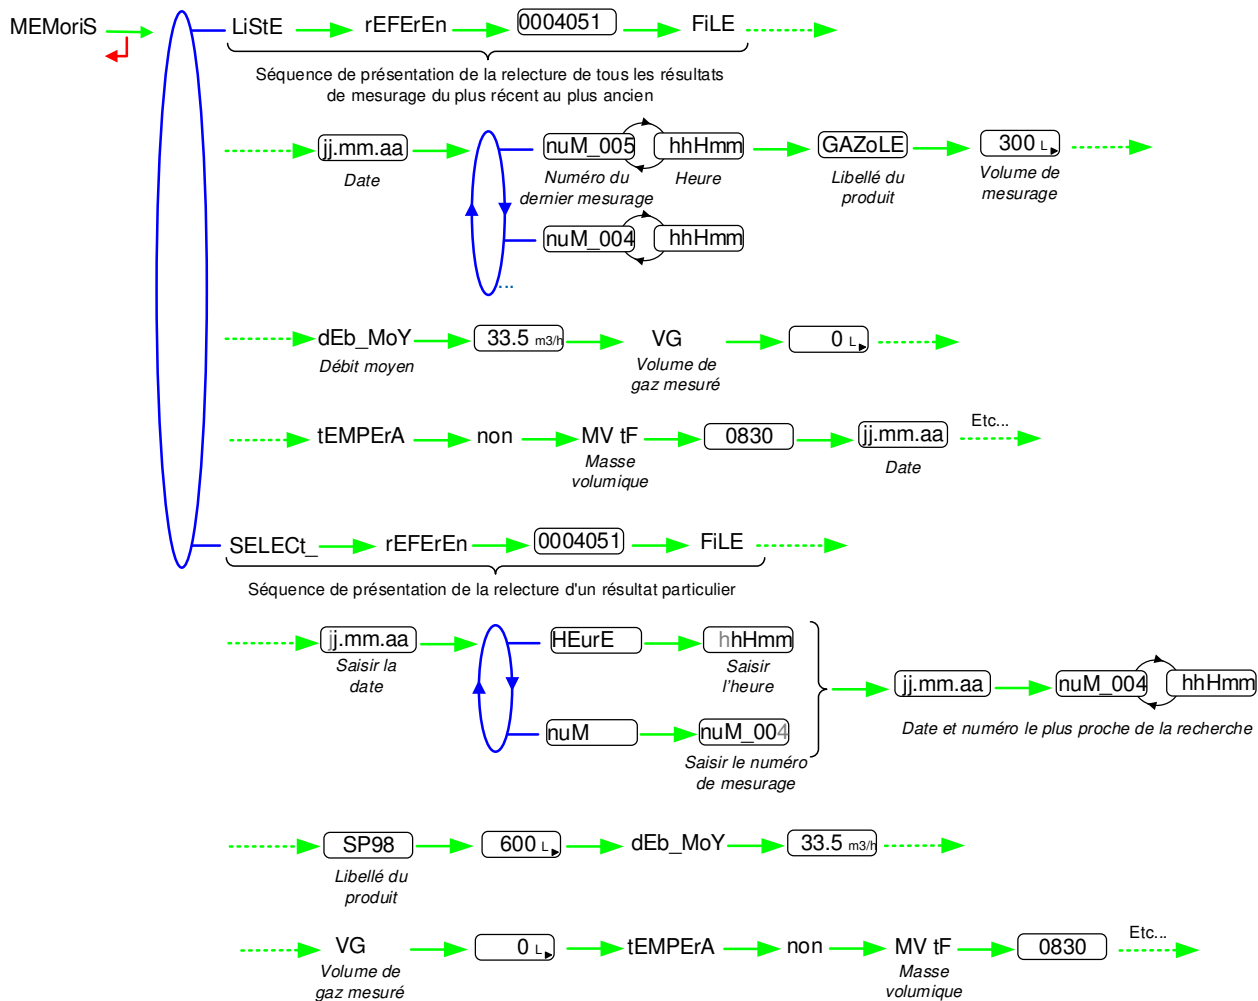 MEMoriS LiStE rEFErEn 0004051 FiLE
Séquence de présentation de la relecture de tous les résultats
de mesurage du plus récent au plus ancien
jj.mm.aa nuM_005 hhHmm GAZoLE 300 L
Date Numéro du Heure Libellé du Volume de
dernier mesurage produit mesurage
nuM_004 hhHmm
...
dEb_MoY 33.5 m3/h VG 0 L
Débit moyen Volume de
gaz mesuré
tEMPErA non MV tF 0830 jj.mm.aa Etc...
Masse Date
volumique
SELECt_ rEFErEn 0004051 FiLE
Séquence de présentation de la relecture d'un résultat particulier
jj.mm.aa HEurE hhHmm
Saisir la Saisir
date l'heure
jj.mm.aa nuM_004 hhHmm
nuM nuM_004 Date et numéro le plus proche de la recherche
Saisir le numéro
de mesurage
SP98 600 L dEb_MoY 33.5 m3/h
Libellé du
produit
VG 0 L tEMPErA non MV tF 0830 Etc...
Volume de Masse
gaz mesuré volumique